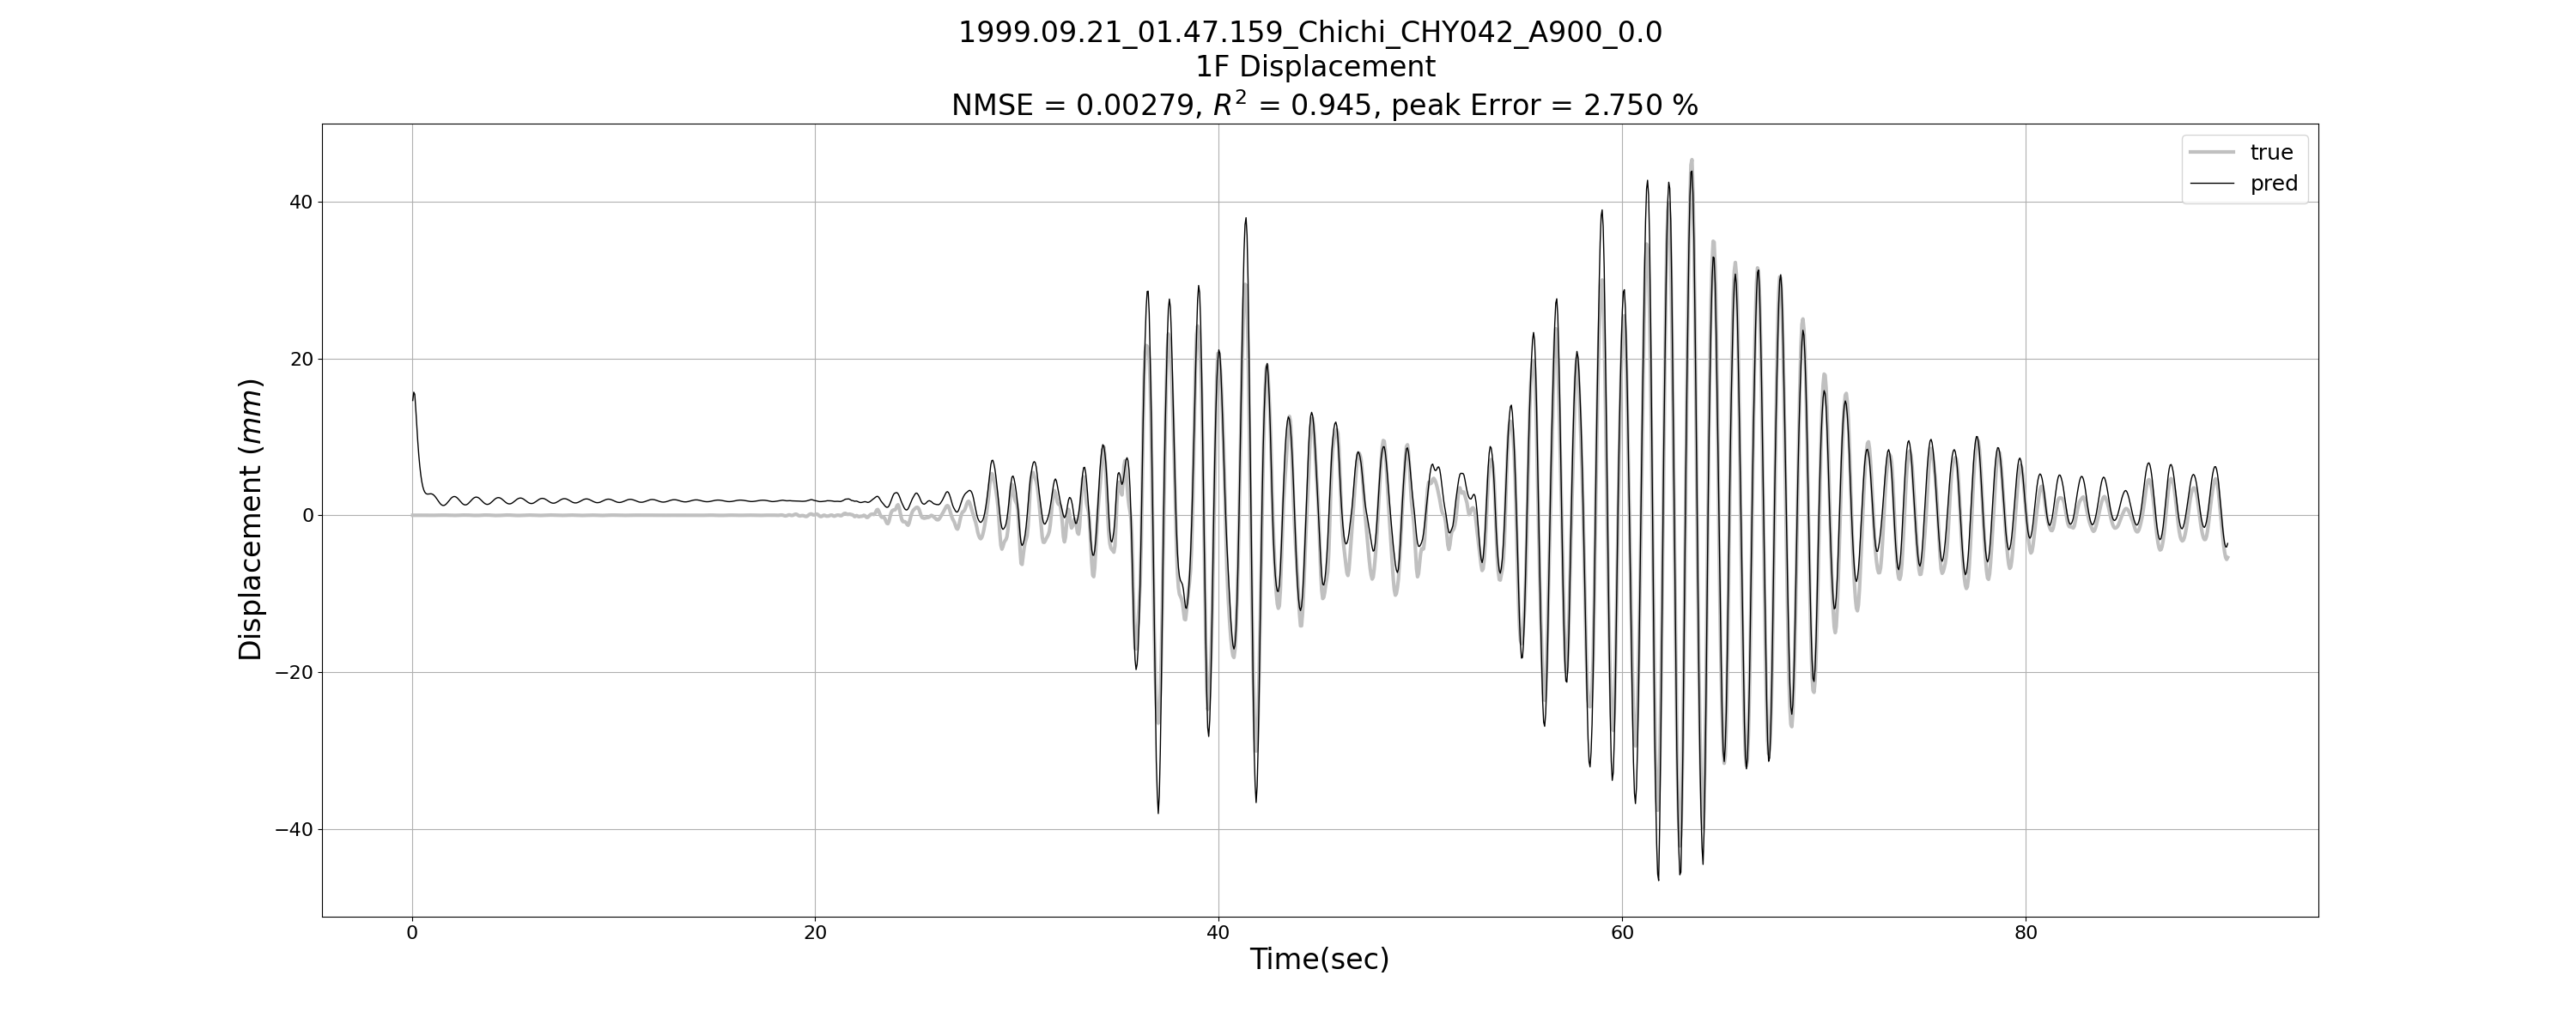 1999.09.21_01.47.159_Chichi_CHY042_A900_0.0
1F Displacement
NMSE = 0.00279, R² = 0.945, peak Error = 2.750 %
true
pred
Displacement (mm)
40
20
0
−20
−40
0
20
40
60
80
Time(sec)